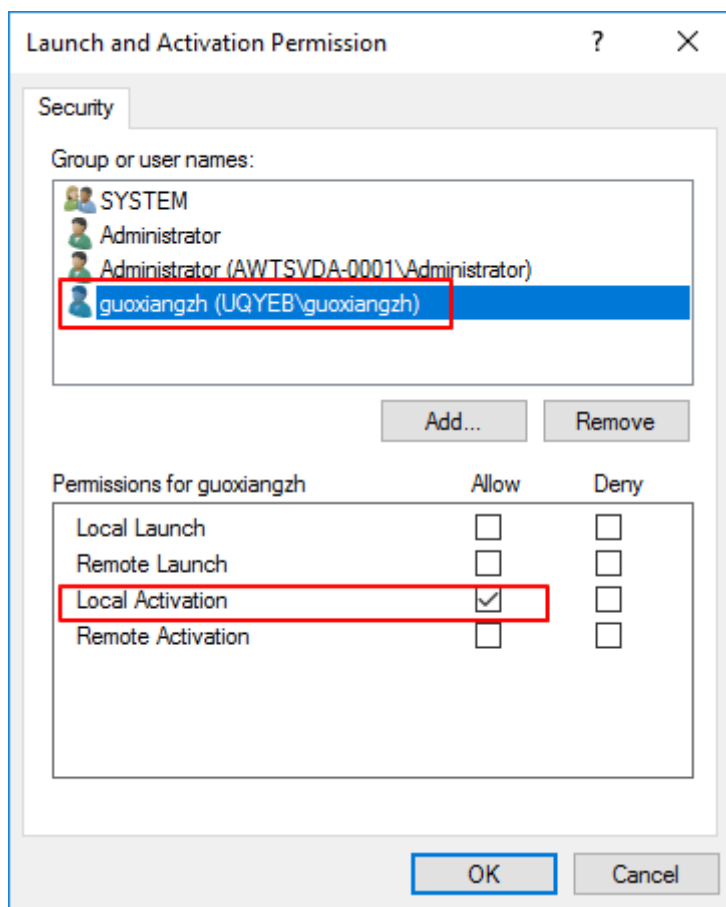 Launch and Activation Permission
Security
Group or user names:
SYSTEM
Administrator
Administrator (AWTSVDA-0001\Administrator)
guoxiangzh (UQYEB\guoxiangzh)
Add... Remove
Permissions for guoxiangzh Allow Deny
Local Launch
Remote Launch
Local Activation
Remote Activation
OK Cancel